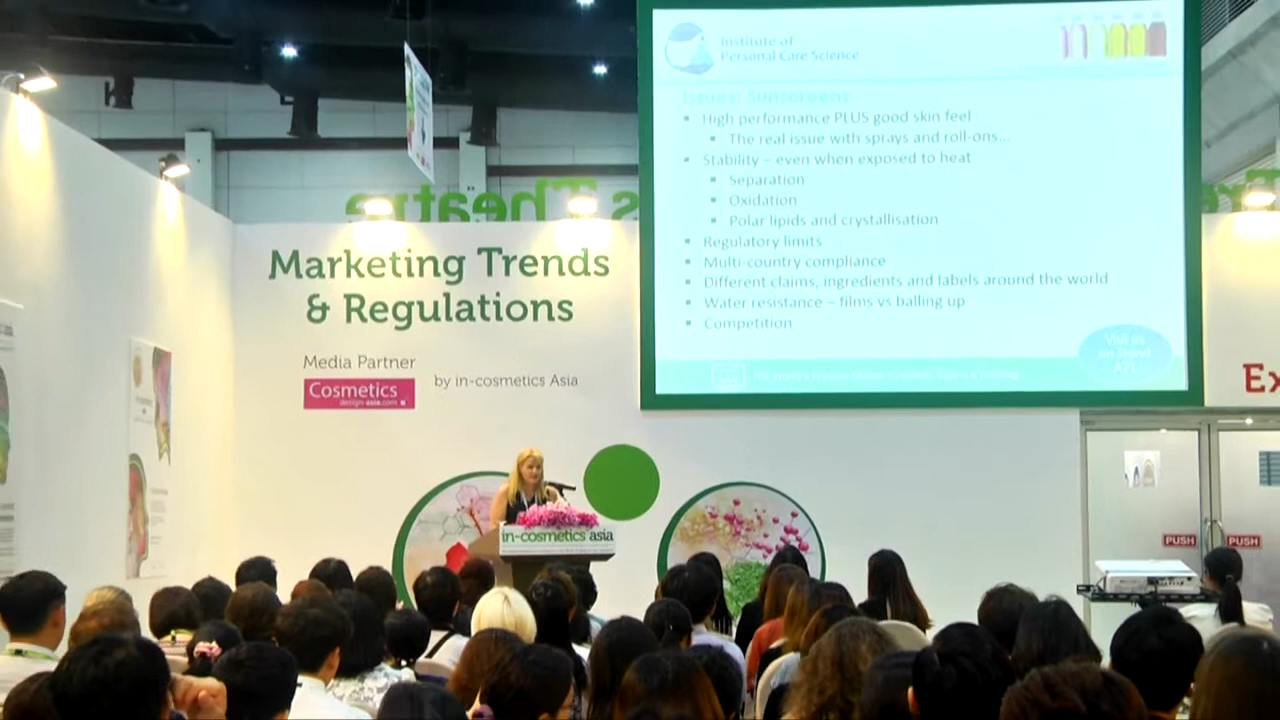 Institute of
Personal Care Science
Issues: Sunscreens
High performance PLUS good skin feel
The real issue with sprays and roll-ons...
Stability – even when exposed to heat
Separation
Oxidation
Polar lipids and crystallisation
Regulatory limits
Multi-country compliance
Different claims, ingredients and labels around the world
Water resistance – films vs balling up
Competition
Visit us
on Stand
s Theatre
Marketing Trends
& Regulations
Media Partner
Cosmetics
design-asia.com
by in-cosmetics Asia
Ex
in-cosmetics asia
PUSH
PUSH